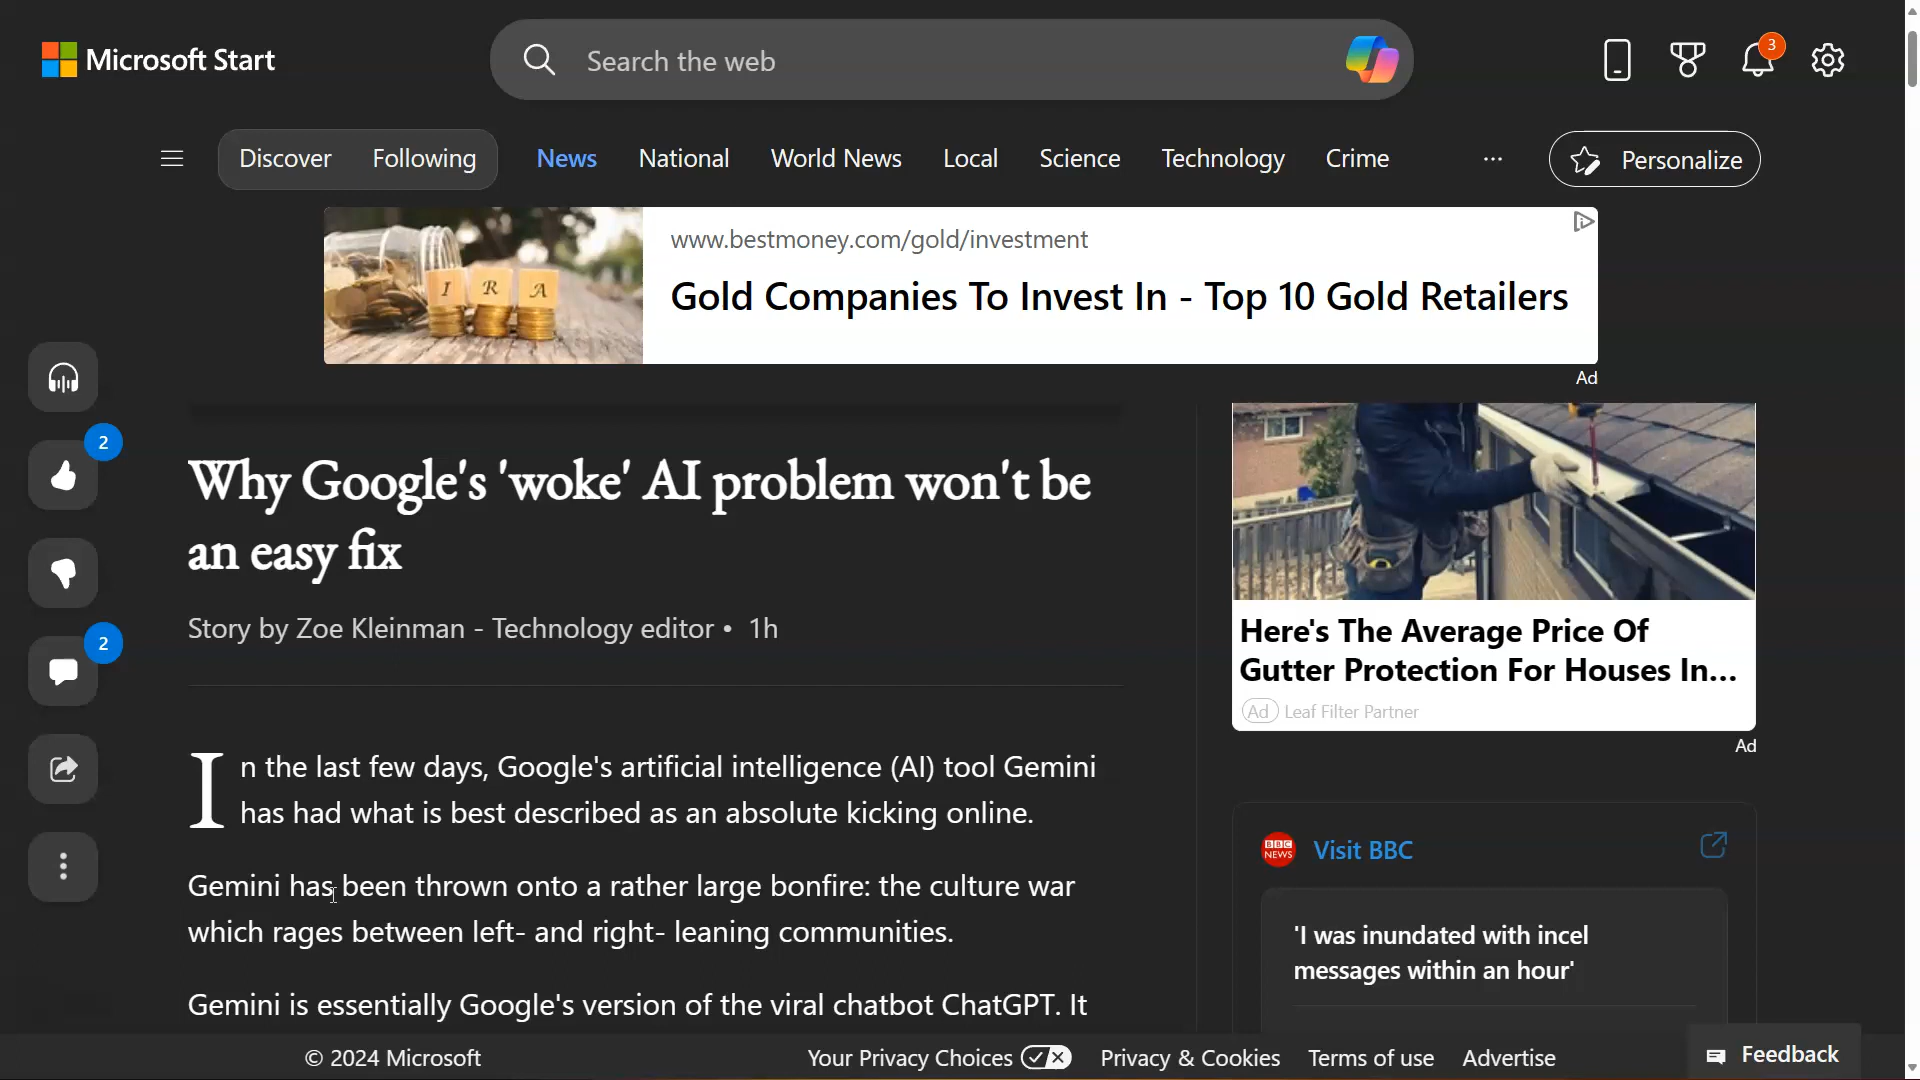 Microsoft Start
Search the web
3
Discover
Following
News
National
World News
Local
Science
Technology
Crime
...
Personalize
I R A
www.bestmoney.com/gold/investment
Gold Companies To Invest In - Top 10 Gold Retailers
Ad
2
2
Why Google's 'woke' AI problem won't be
an easy fix
Story by Zoe Kleinman - Technology editor • 1h
In the last few days, Google's artificial intelligence (AI) tool Gemini
has had what is best described as an absolute kicking online.
Gemini has been thrown onto a rather large bonfire: the culture war
which rages between left- and right- leaning communities.
Gemini is essentially Google's version of the viral chatbot ChatGPT. It
Here's The Average Price Of
Gutter Protection For Houses In...
Ad Leaf Filter Partner
Ad
BBC NEWS
Visit BBC
'I was inundated with incel
messages within an hour'
© 2024 Microsoft
Your Privacy Choices
Privacy & Cookies
Terms of use
Advertise
Feedback